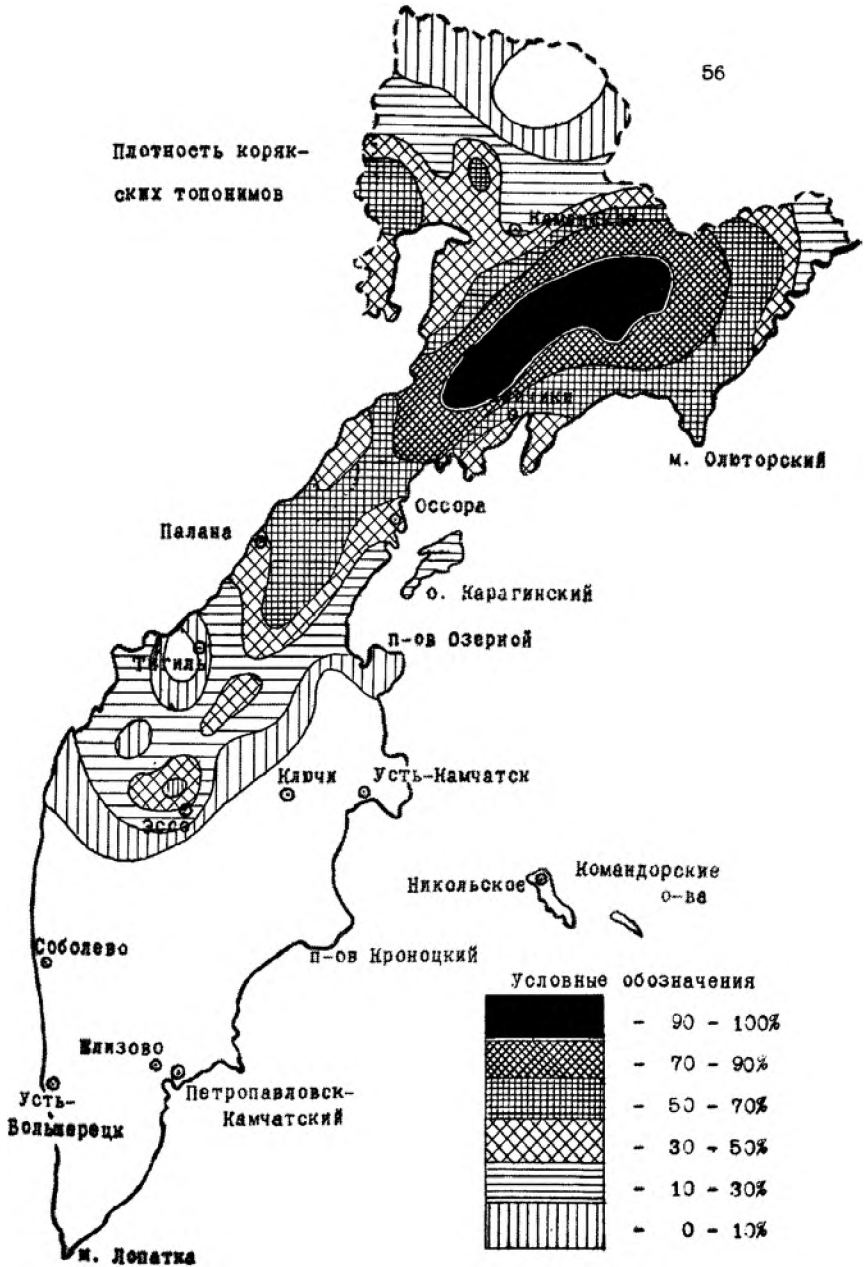 56
Плотность коряк-
ских топонимов
Каменское
м. Олюторский
Оссора
Палана
о. Карагинский
п-ов Озерной
Тигиль
Ключи
Усть-Камчатск
Эссо
Никольское
Командорские
о-ва
Соболево
п-ов Кроноцкий
Условные обозначения
- 90 - 100%
- 70 - 90%
- 50 - 70%
- 30 - 50%
- 10 - 30%
- 0 - 10%
Елизово
Петропавловск-
Камчатский
Усть-
Большерецк
м. Лопатка